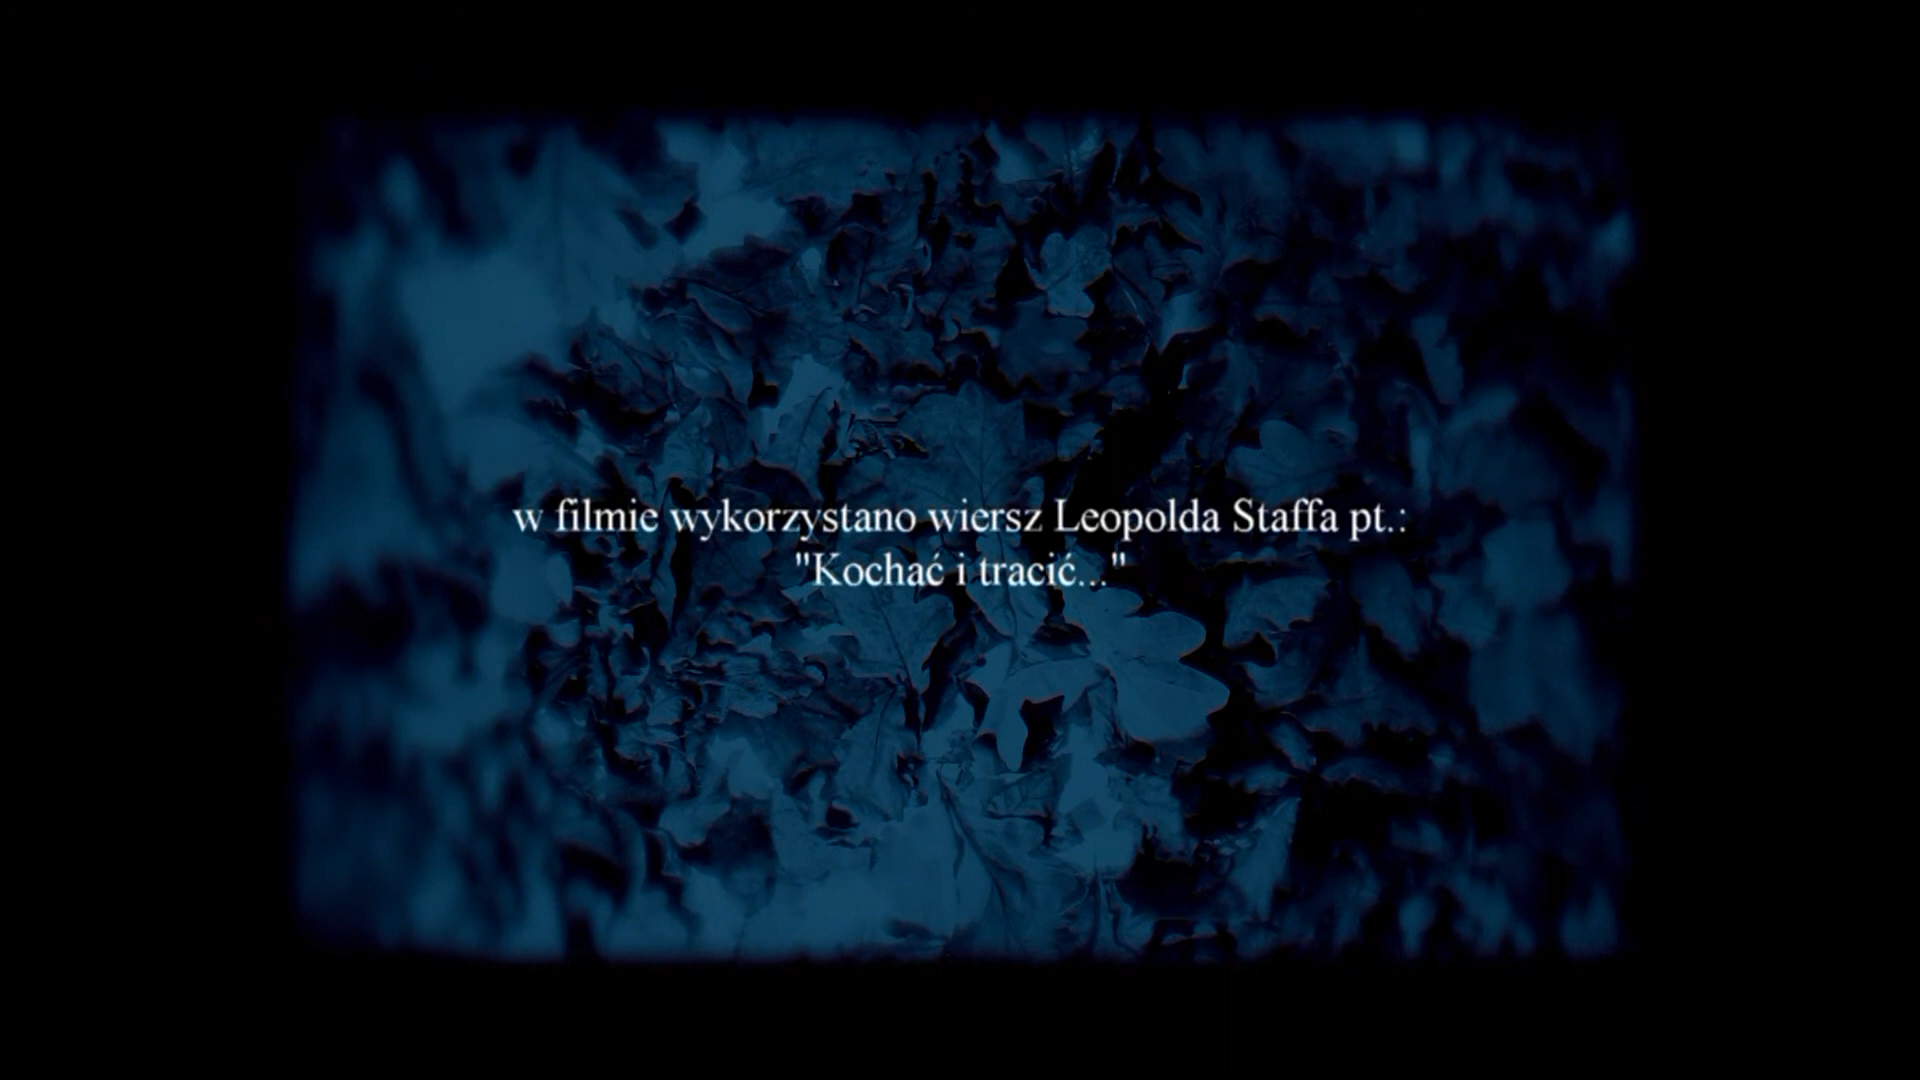 w filmie wykorzystano wiersz Leopolda Staffa pt.:
"Kochać i tracić..."